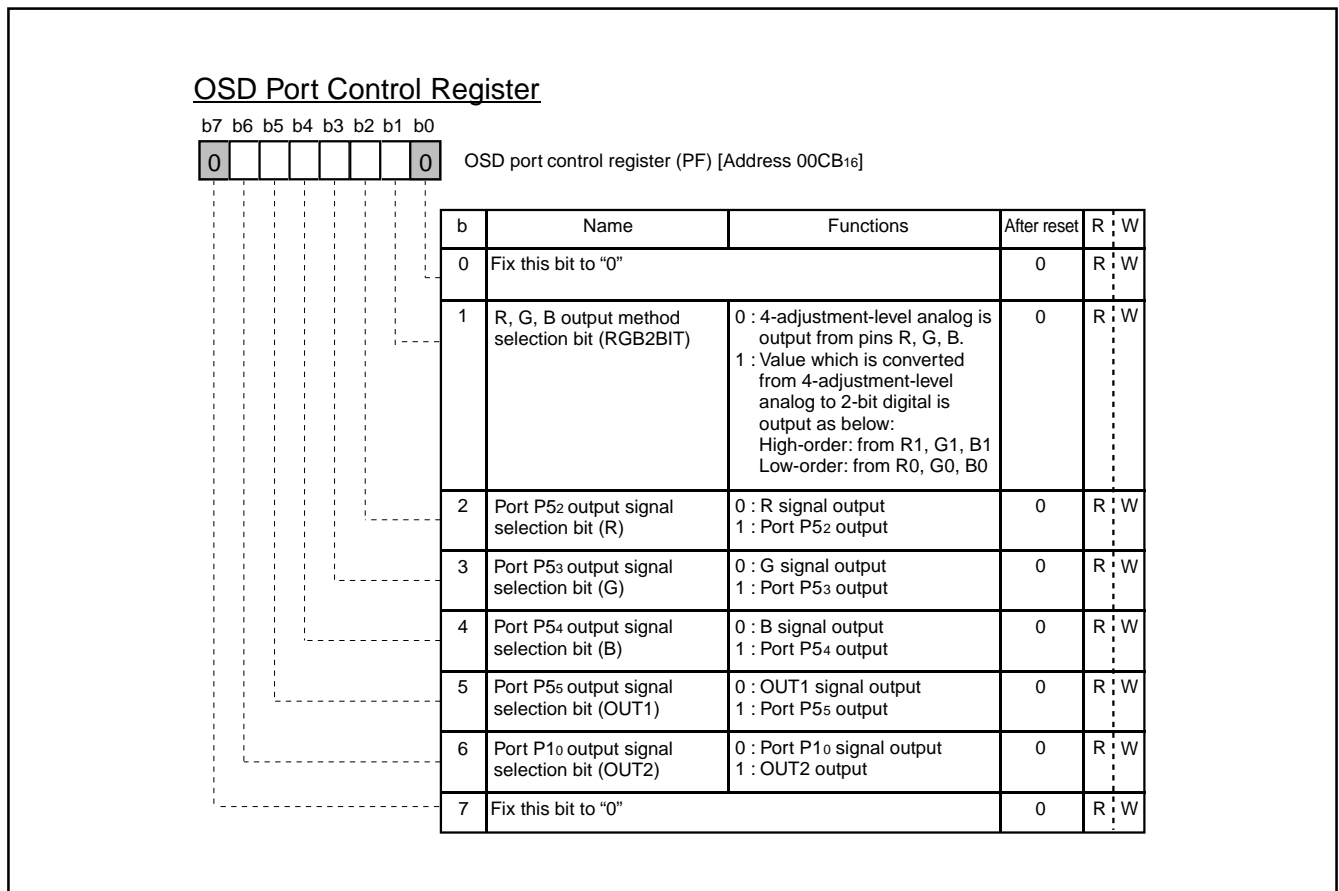 OSD Port Control Register
b7 b6 b5 b4 b3 b2 b1 b0
0 0
OSD port control register (PF) [Address 00CB16]
b Name Functions After reset R W
0 Fix this bit to “0” 0 R W
1 R, G, B output method 0 : 4-adjustment-level analog is 0 R W
selection bit (RGB2BIT) output from pins R, G, B.
1 : Value which is converted
from 4-adjustment-level
analog to 2-bit digital is
output as below:
High-order: from R1, G1, B1
Low-order: from R0, G0, B0
2 Port P52 output signal 0 : R signal output 0 R W
selection bit (R) 1 : Port P52 output
3 Port P53 output signal 0 : G signal output 0 R W
selection bit (G) 1 : Port P53 output
4 Port P54 output signal 0 : B signal output 0 R W
selection bit (B) 1 : Port P54 output
5 Port P55 output signal 0 : OUT1 signal output 0 R W
selection bit (OUT1) 1 : Port P55 output
6 Port P10 output signal 0 : Port P10 signal output 0 R W
selection bit (OUT2) 1 : OUT2 output
7 Fix this bit to “0” 0 R W